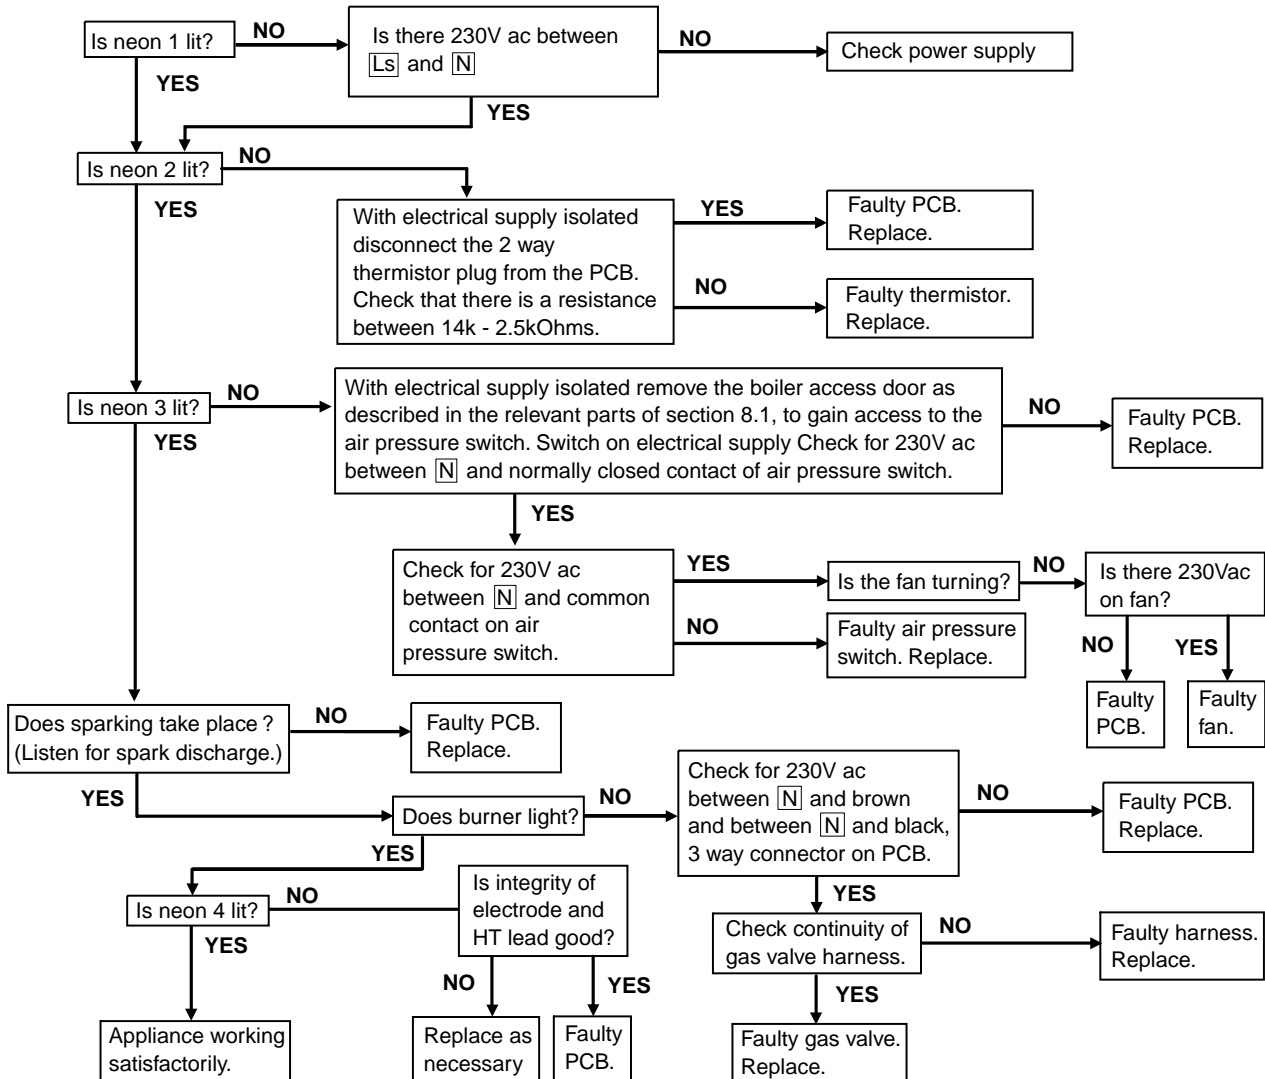 Is neon 1 lit?
NO
Is there 230V ac between
Ls and N
NO
Check power supply
YES
YES
Is neon 2 lit?
NO
YES
With electrical supply isolated
disconnect the 2 way
thermistor plug from the PCB.
Check that there is a resistance
between 14k - 2.5kOhms.
YES
Faulty PCB.
Replace.
NO
Faulty thermistor.
Replace.
Is neon 3 lit?
NO
YES
With electrical supply isolated remove the boiler access door as
described in the relevant parts of section 8.1, to gain access to the
air pressure switch. Switch on electrical supply Check for 230V ac
between N and normally closed contact of air pressure switch.
NO
Faulty PCB.
Replace.
YES
Check for 230V ac
between N and common
contact on air
pressure switch.
YES
Is the fan turning?
NO
Is there 230Vac
on fan?
NO
Faulty air pressure
switch. Replace.
NO
YES
Faulty
PCB.
Faulty
fan.
Does sparking take place ?
(Listen for spark discharge.)
NO
Faulty PCB.
Replace.
YES
Does burner light?
NO
Check for 230V ac
between N and brown
and between N and black,
3 way connector on PCB.
NO
Faulty PCB.
Replace.
YES
YES
Is neon 4 lit?
NO
Is integrity of
electrode and
HT lead good?
Check continuity of
gas valve harness.
NO
Faulty harness.
Replace.
YES
NO
YES
YES
Appliance working
satisfactorily.
Replace as
necessary
Faulty
PCB.
Faulty gas valve.
Replace.